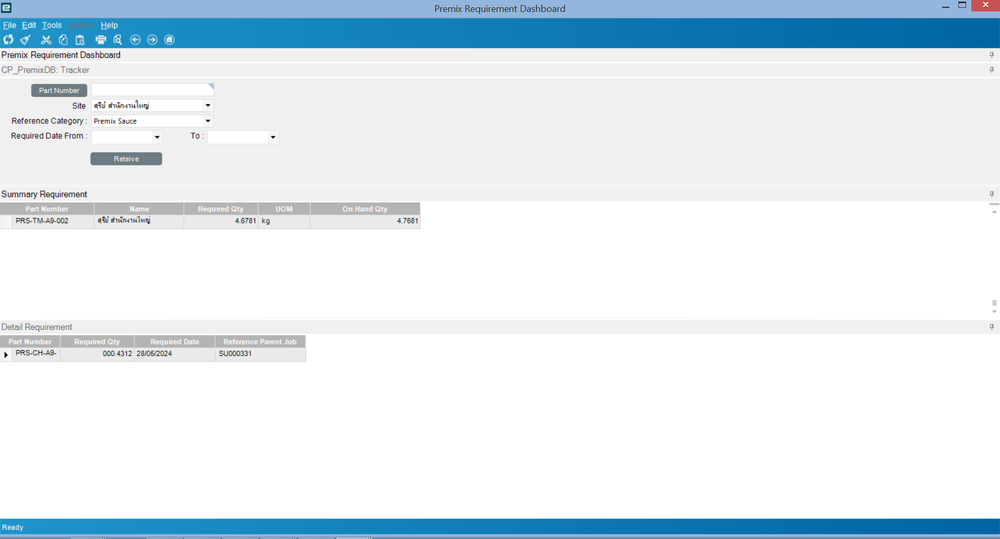 Premix Requirement Dashboard
File Edit Tools Actions Help
Premix Requirement Dashboard
CP_PremixDB: Tracker
Part Number
Site สุรีย์ สำนักงานใหญ่
Reference Category : Premix Sauce
Required Date From : To :
Reteive
Summary Requirement
Part Number Name Required Qty UOM On Hand Qty
PRS-TM-A9-002 สุรีย์ สำนักงานใหญ่ 4.6781 kg 4.7681
Detail Requirement
Part Number Required Qty Required Date Reference Parent Job
PRS-CH-A9- 000.4312 28/05/2024 SU000331
Ready